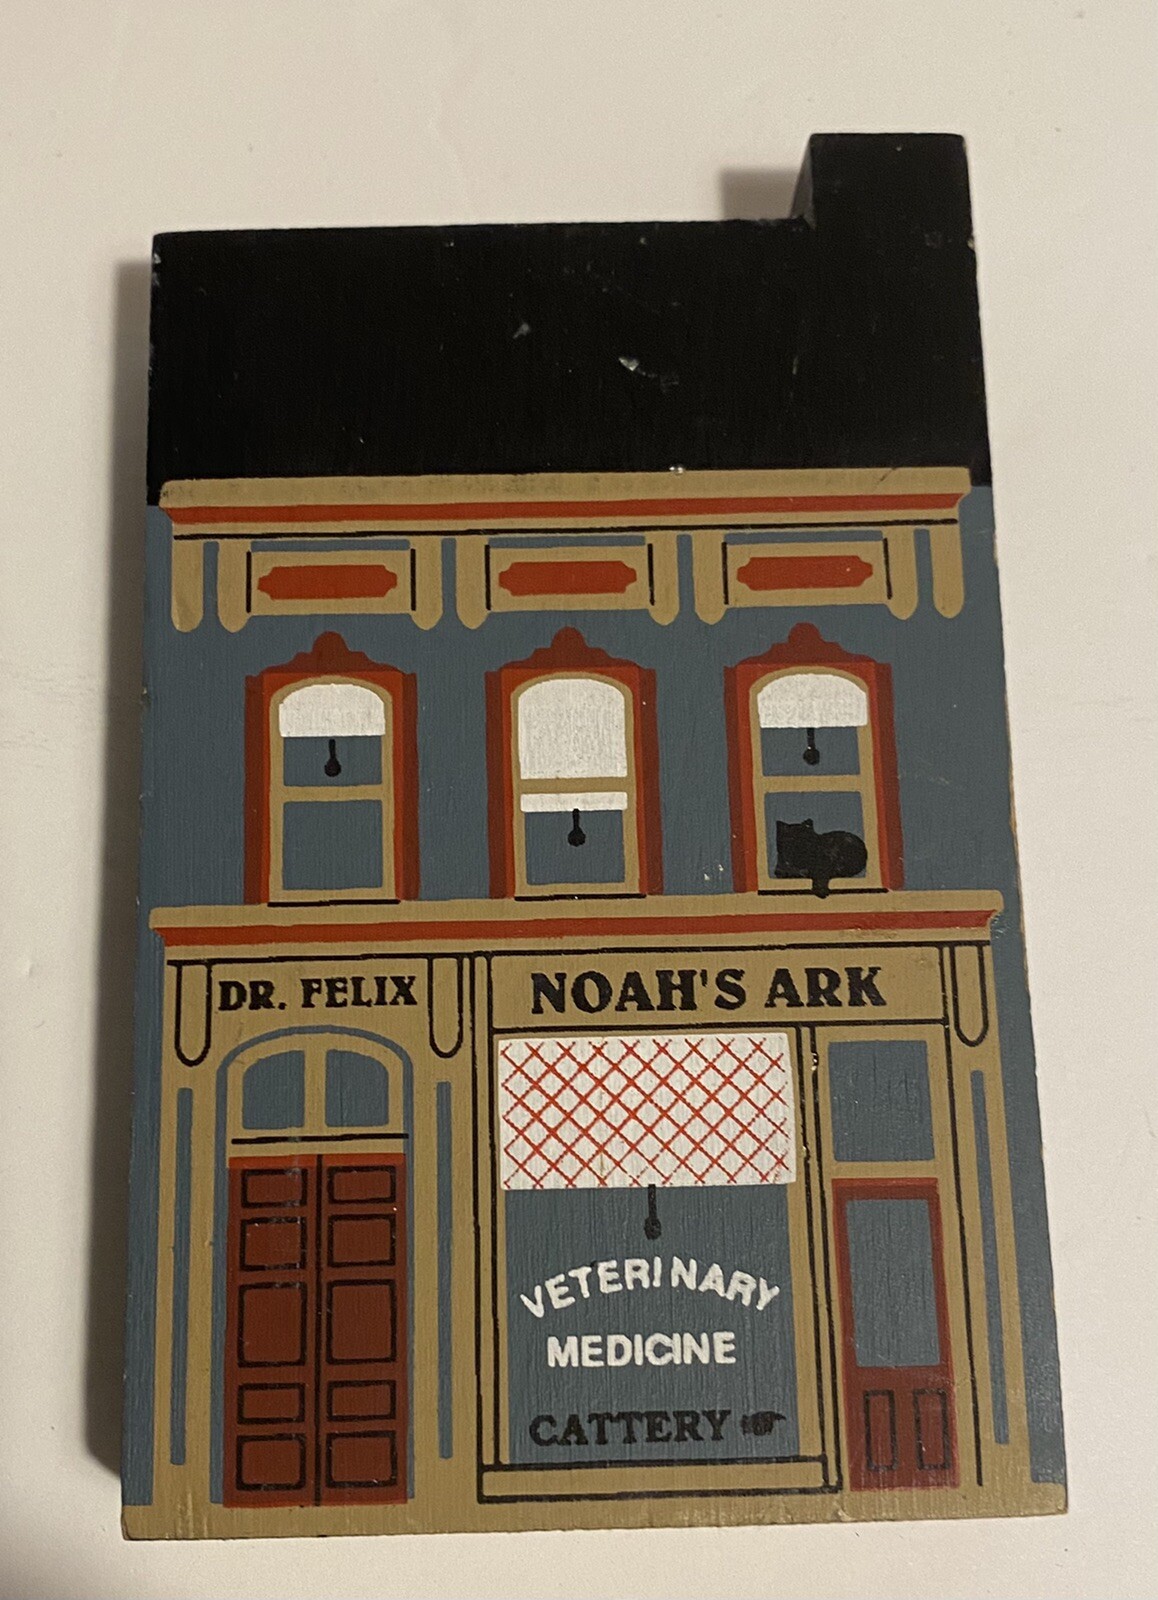 DR. FELIX
NOAH'S ARK
VETERINARY
MEDICINE
CATTERY